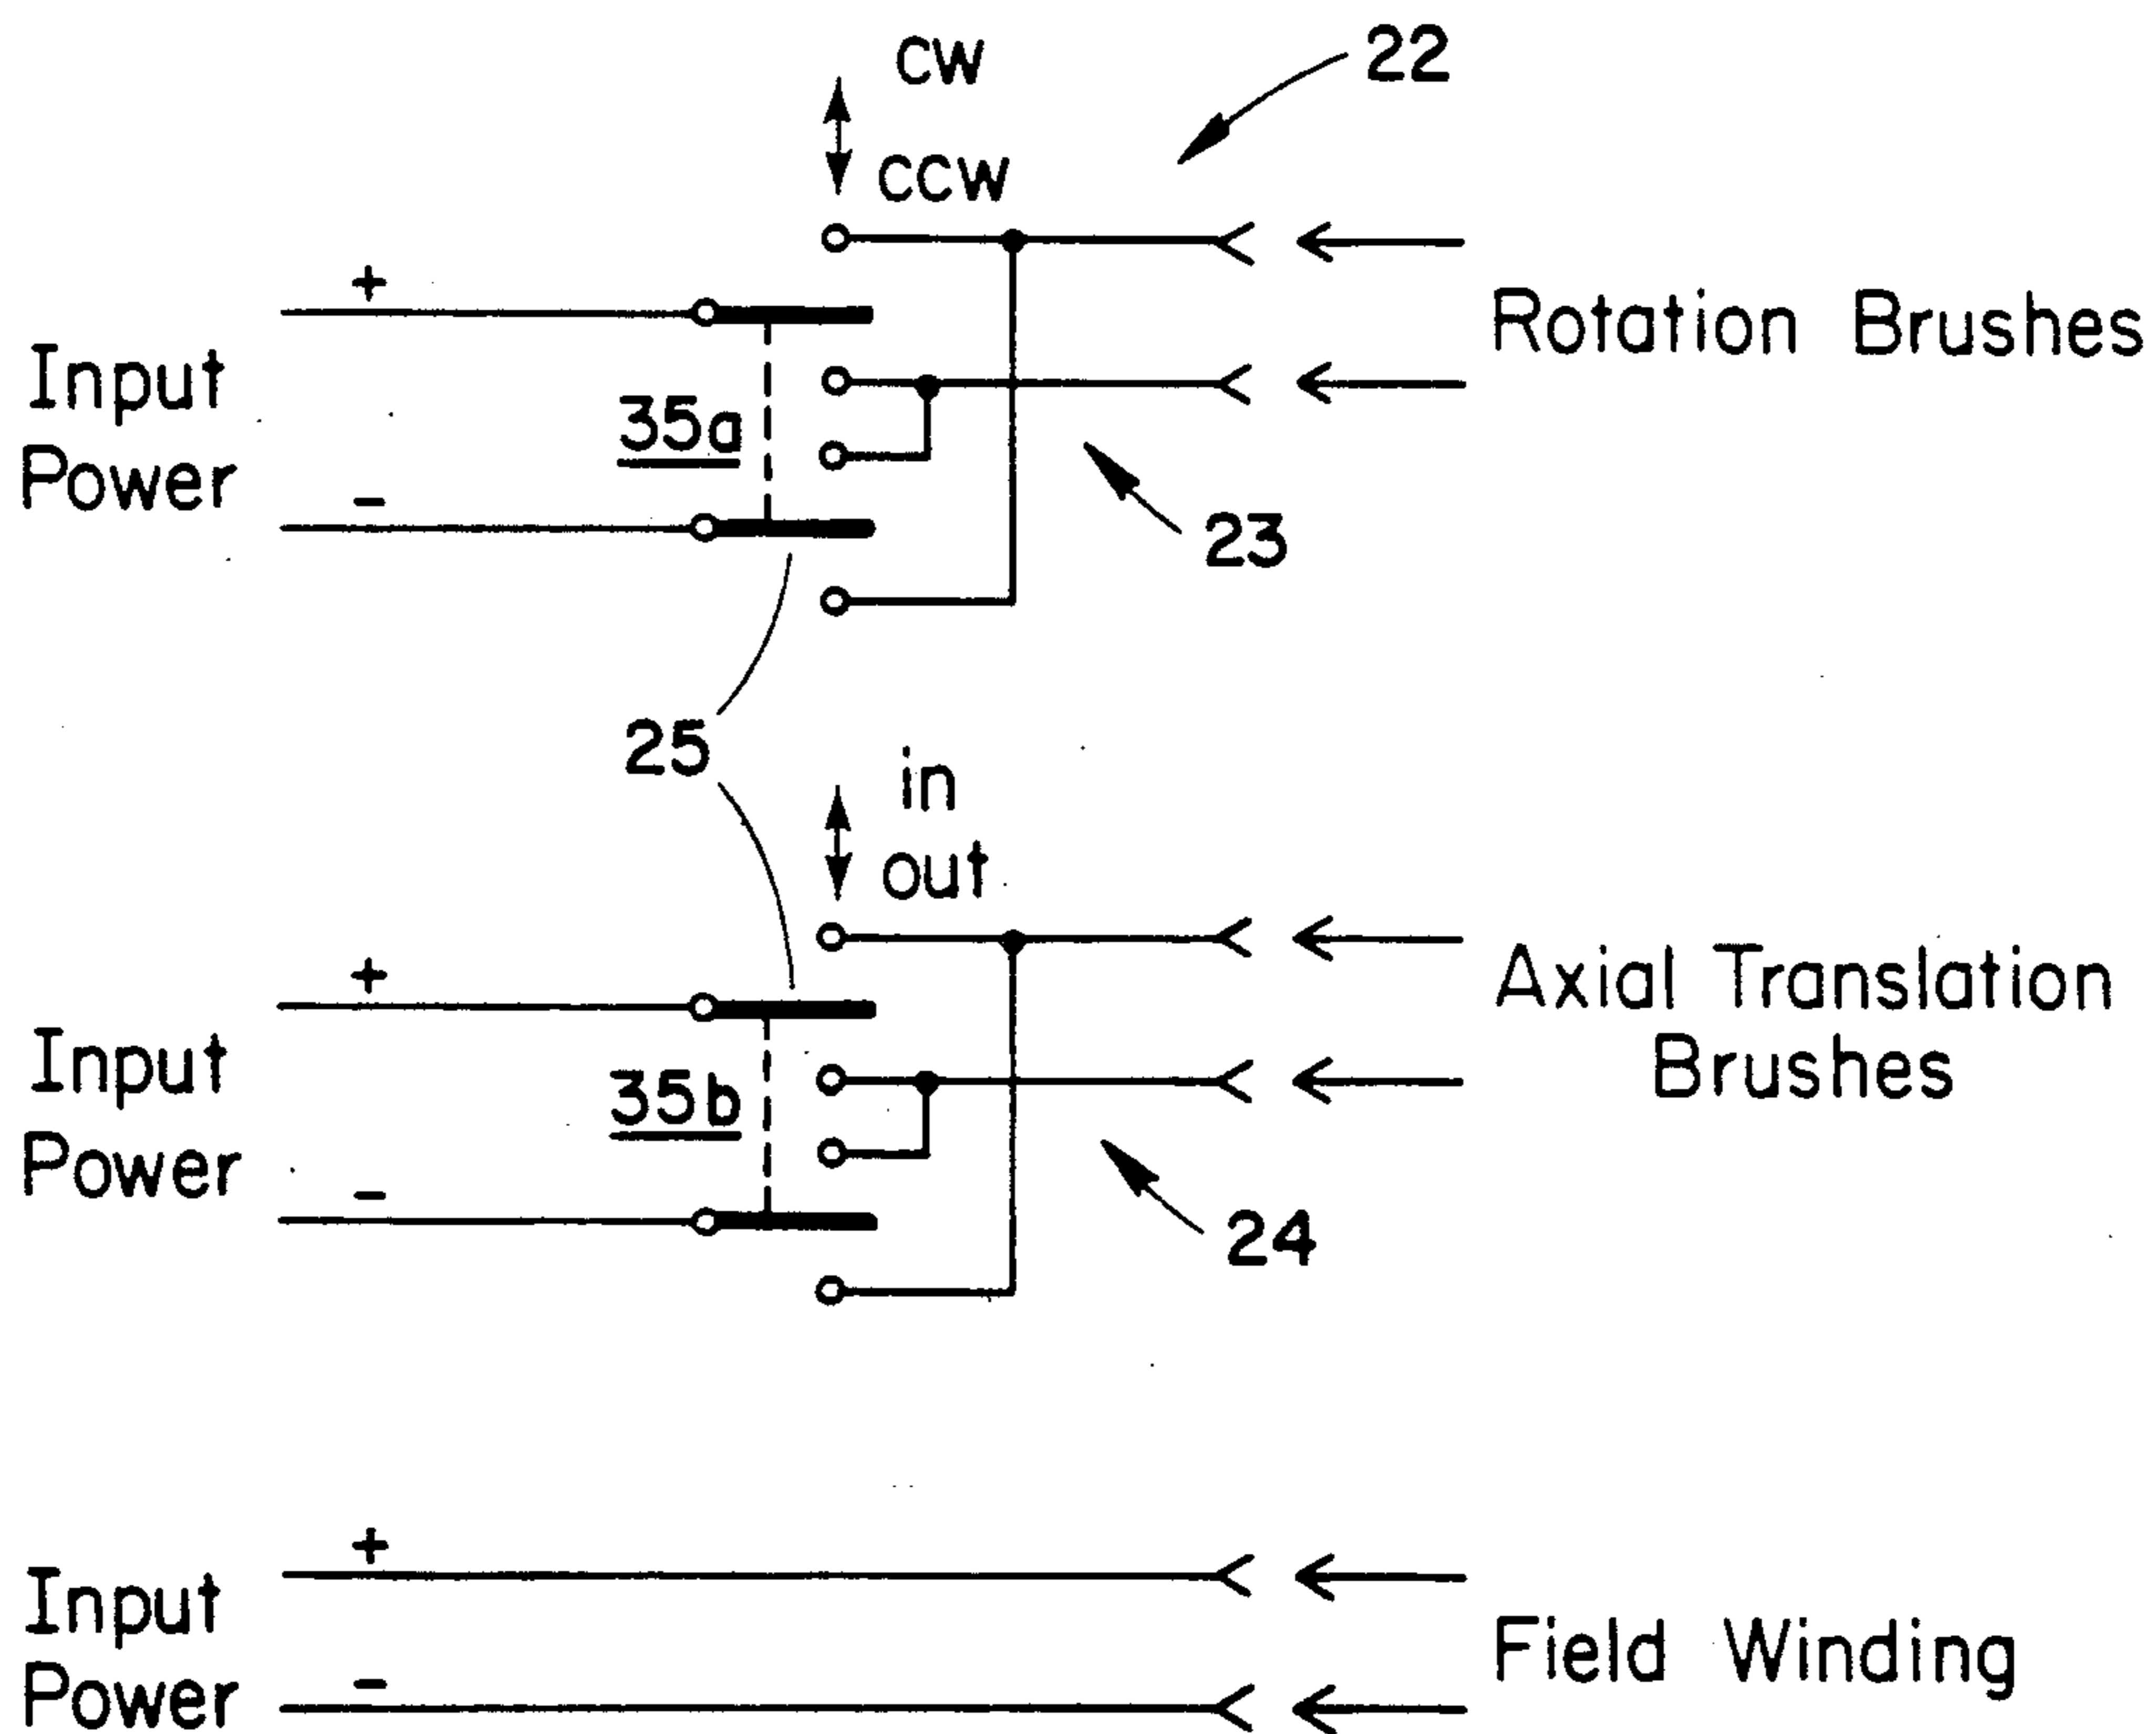 CW
22
CCW
+
Rotation Brushes
Input
Power
35a
-
23
25
in
out
+
Axial Translation
Brushes
Input
Power
35b
-
24
+
Input
Power
Field Winding
-